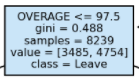 OVERAGE <= 97.5
gini = 0.488
samples = 8239
value = [3485, 4754]
class = Leave